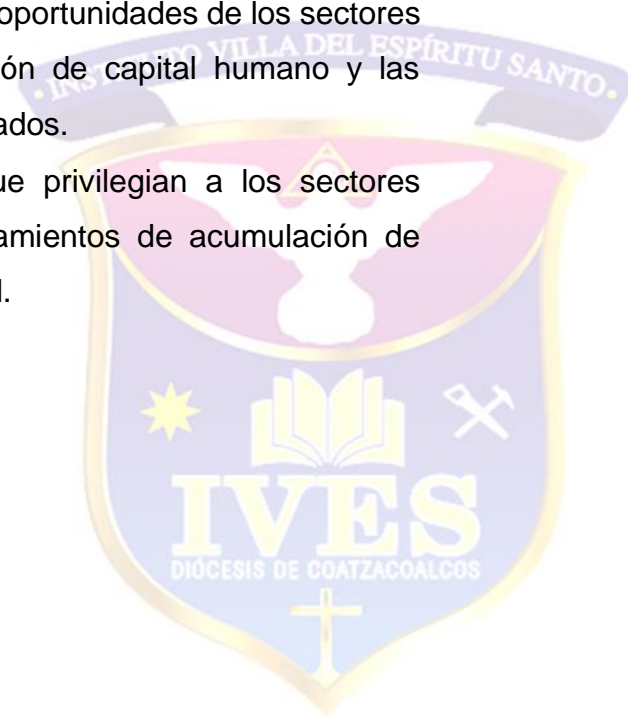 oportunidades de los sectores
ón de capital humano y las
ados.
ue privilegian a los sectores
amientos de acumulación de
l.
• INSTITUTO VILLA DEL ESPÍRITU SANTO •
IVES
DIÓCESIS DE COATZACOALCOS